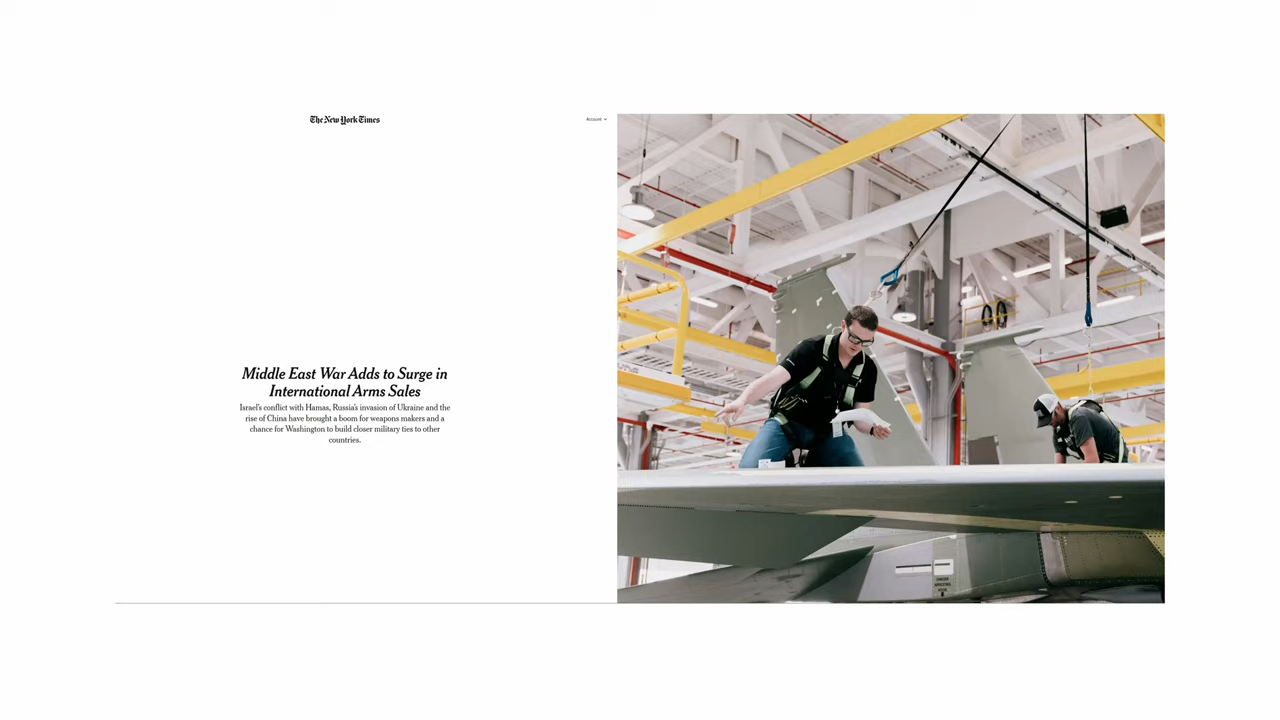 The New York Times
Account
Middle East War Adds to Surge in
International Arms Sales
Israel's conflict with Hamas, Russia's invasion of Ukraine and the
rise of China have brought a boom for weapons makers and a
chance for Washington to build closer military ties to other
countries.